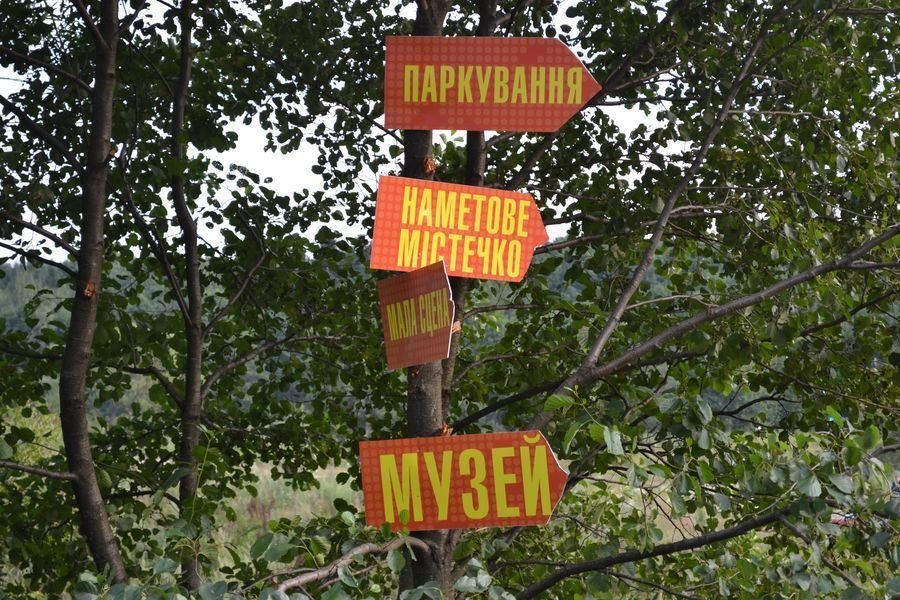 ПАРКУВАННЯ
НАМЕТОВЕ
МІСТЕЧКО
МАЛА СЦЕНА
МУЗЕЙ